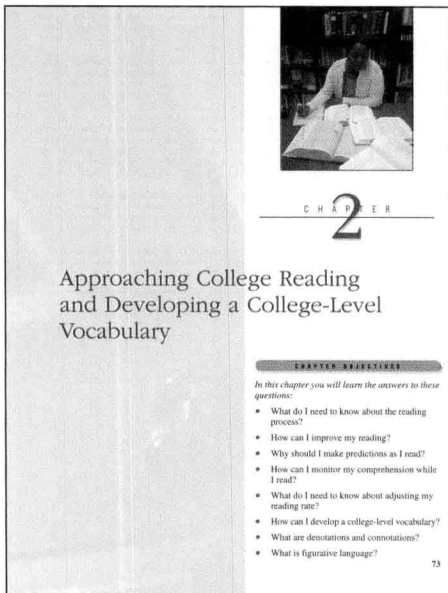 CHAPTER
2
Approaching College Reading
and Developing a College-Level
Vocabulary
CHAPTER OBJECTIVES
In this chapter you will learn the answers to these
questions:
• What do I need to know about the reading
process?
• How can I improve my reading?
• Why should I make predictions as I read?
• How can I monitor my comprehension while
I read?
• What do I need to know about adjusting my
reading rate?
• How can I develop a college-level vocabulary?
• What are denotations and connotations?
• What is figurative language?
73